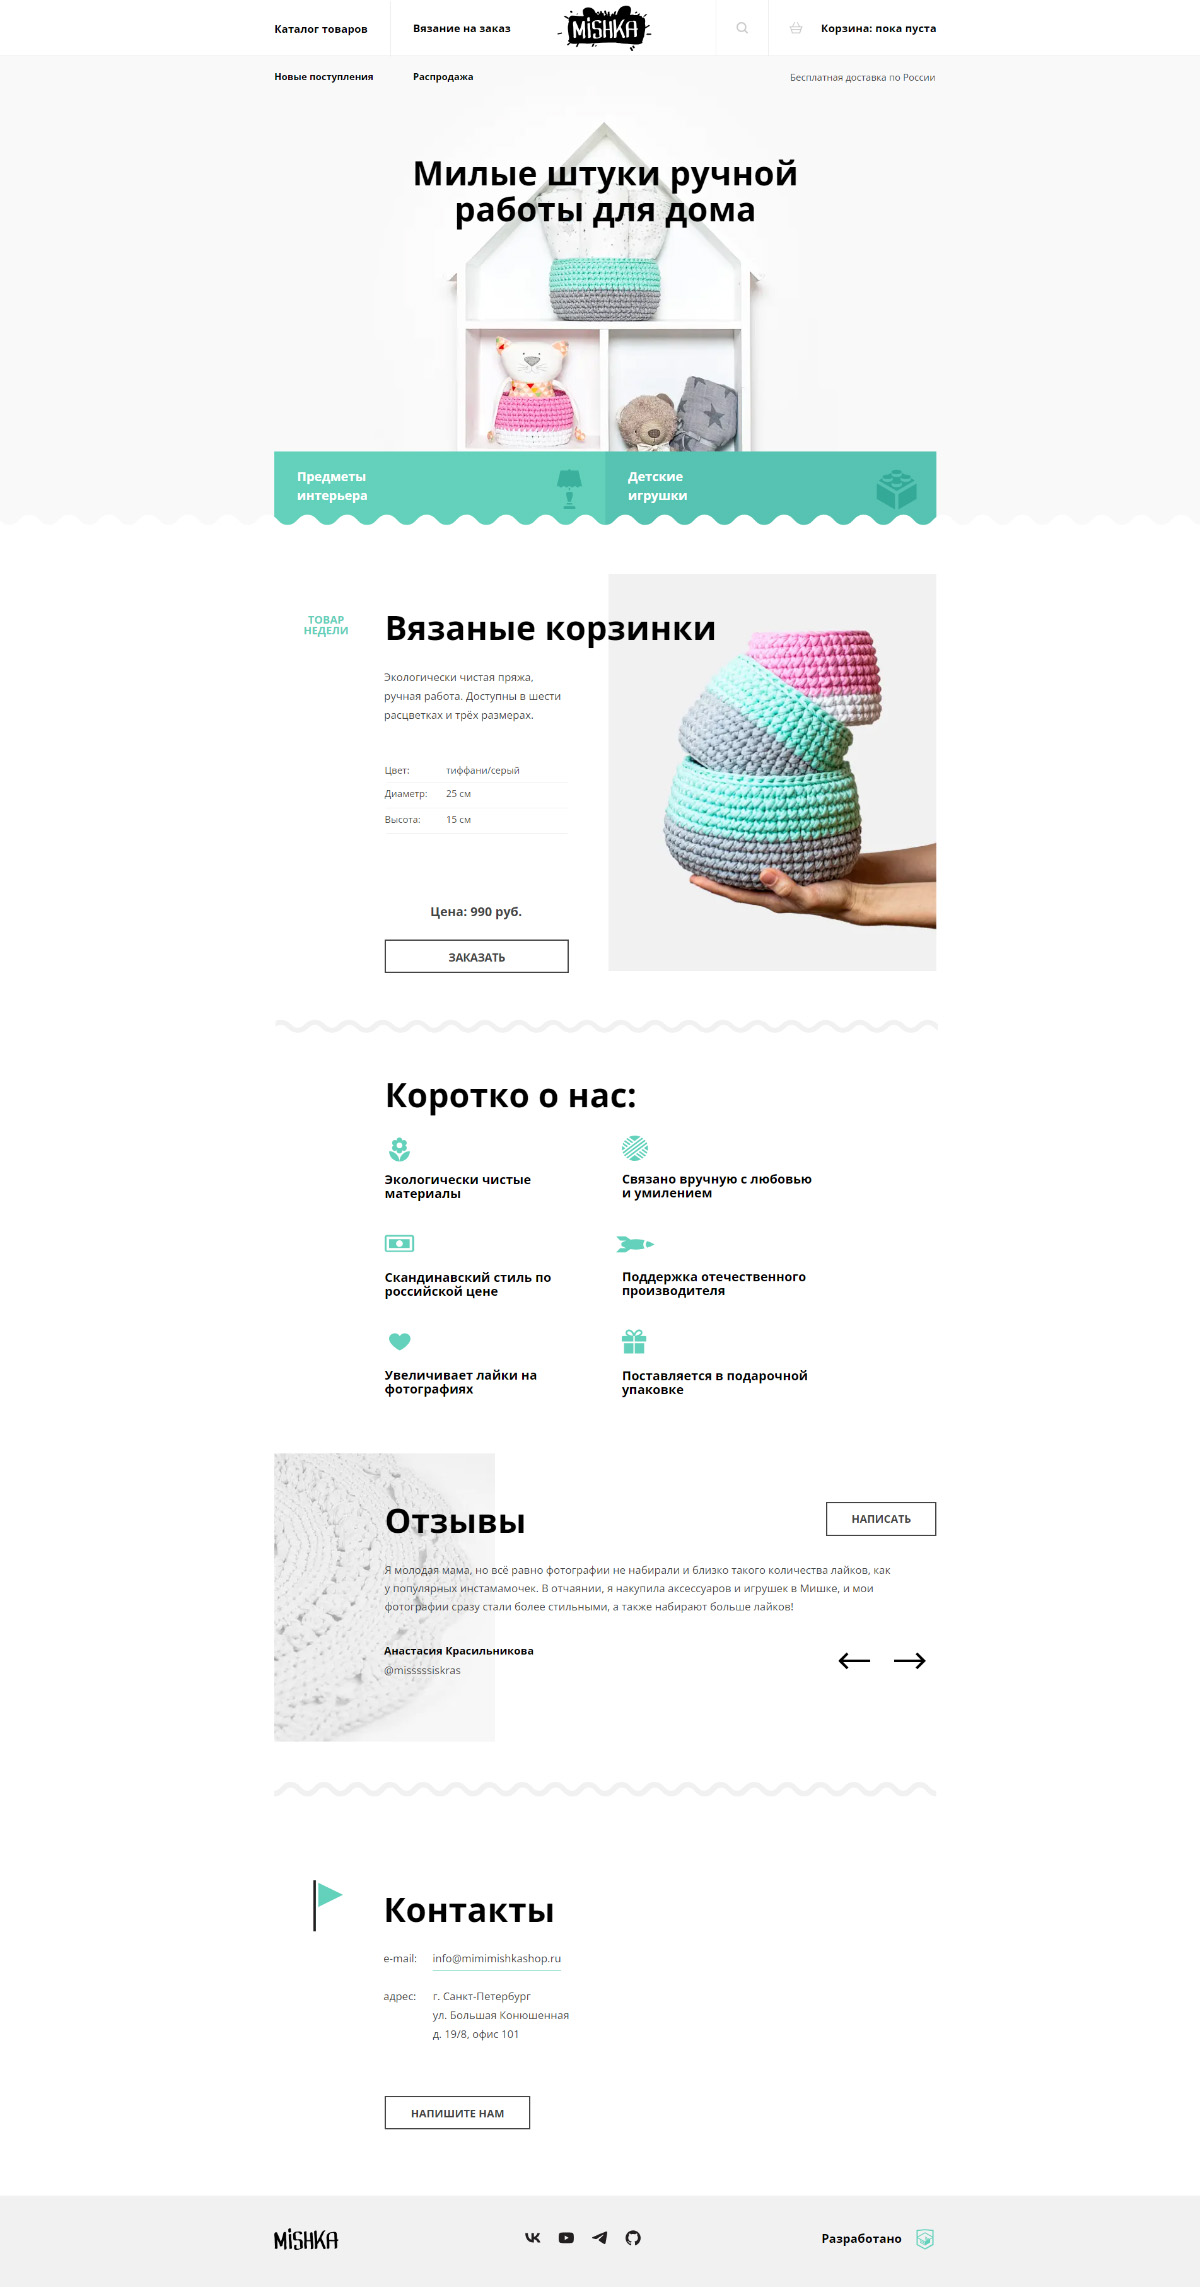 Каталог товаров
Вязание на заказ
MiSHKA
Корзина: пока пуста
Новые поступления
Распродажа
Бесплатная доставка по России
Милые штуки ручной
работы для дома
Предметы
интерьера
Детские
игрушки
ТОВАР
НЕДЕЛИ
Вязаные корзинки
Экологически чистая пряжа,
ручная работа. Доступны в шести
расцветках и трёх размерах.
Цвет: тиффани/серый
Диаметр: 25 см
Высота: 15 см
Цена: 990 руб.
ЗАКАЗАТЬ
Коротко о нас:
Экологически чистые
материалы
Связано вручную с любовью
и умилением
Скандинавский стиль по
российской цене
Поддержка отечественного
производителя
Увеличивает лайки на
фотографиях
Поставляется в подарочной
упаковке
Отзывы
НАПИСАТЬ
Я молодая мама, но всё равно фотографии не набирали и близко такого количества лайков, как
у популярных инстамамочек. В отчаянии, я накупила аксессуаров и игрушек в Мишке, и мои
фотографии сразу стали более стильными, а также набирают больше лайков!
Анастасия Красильникова
@misssssiskras
Контакты
e-mail: info@mimimishkashop.ru
адрес: г. Санкт-Петербург
ул. Большая Конюшенная
д. 19/8, офис 101
НАПИШИТЕ НАМ
MiSHKA
Разработано